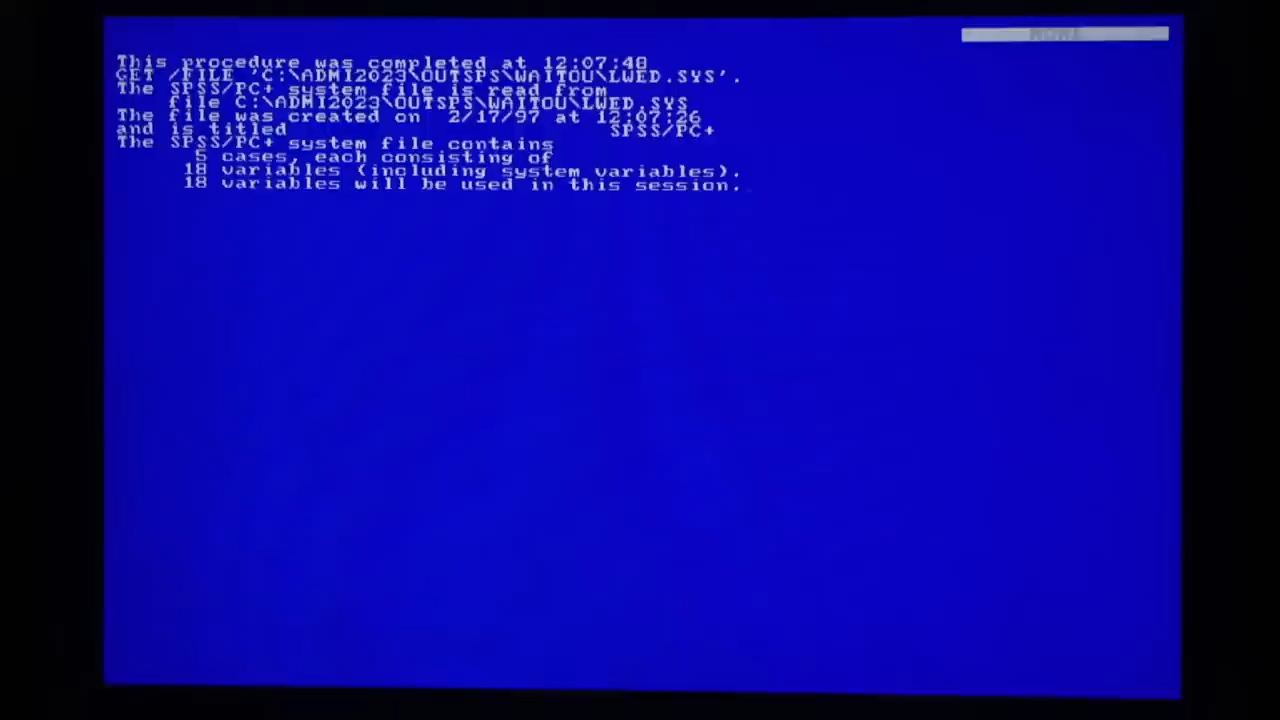 MORE
This procedure was completed at 12:07:48
GET /FILE 'C:\ADMI2023\OUTSPS\WAITOU\LWED.SYS'.
The SPSS/PC+ system file is read from
file C:\ADMI2023\OUTSPS\WAITOU\LWED.SYS
The file was created on 2/17/97 at 12:07:26
and is titled SPSS/PC+
The SPSS/PC+ system file contains
5 cases, each consisting of
18 variables (including system variables).
18 variables will be used in this session.